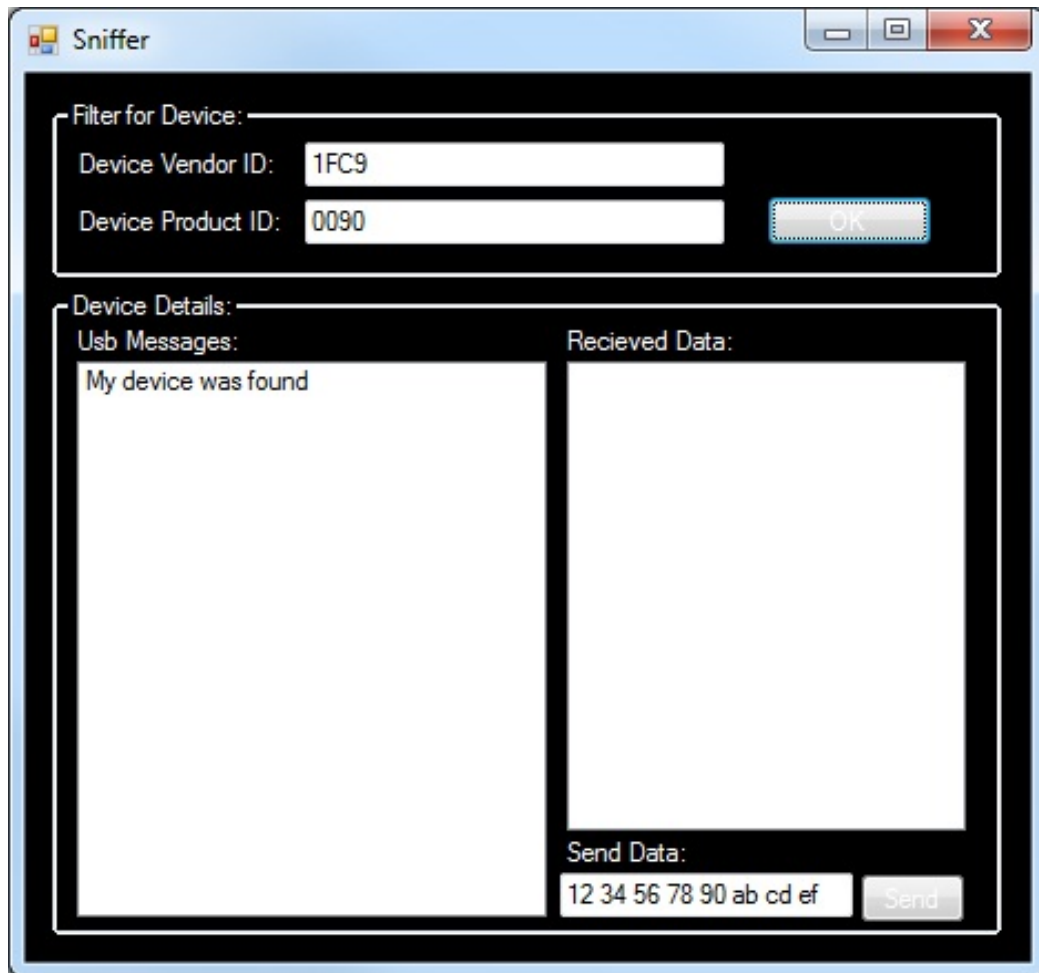 Sniffer
Filter for Device:
Device Vendor ID: 1FC9
Device Product ID: 0090 OK
Device Details:
Usb Messages: Recieved Data:
My device was found
Send Data:
12 34 56 78 90 ab cd ef Send